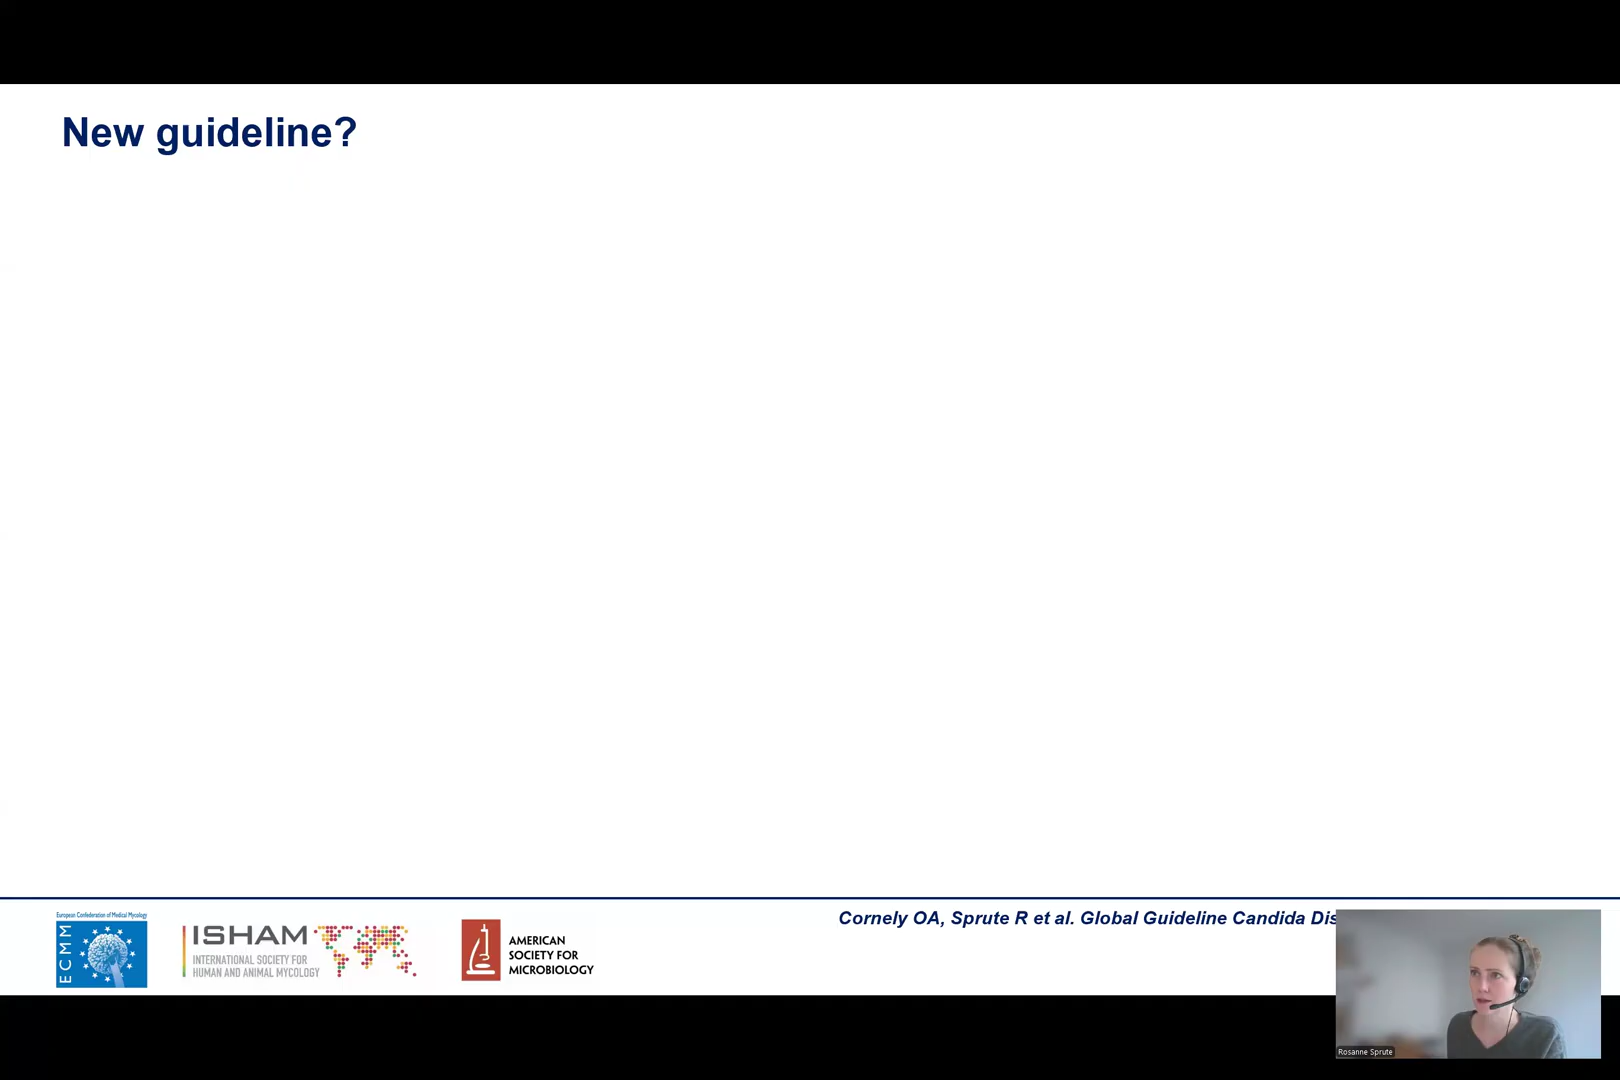 New guideline?
European Confederation of Medical Mycology
ECMM
ISHAM
INTERNATIONAL SOCIETY FOR
HUMAN AND ANIMAL MYCOLOGY
AMERICAN
SOCIETY FOR
MICROBIOLOGY
Cornely OA, Sprute R et al. Global Guideline Candida Dis
Rosanne Sprute